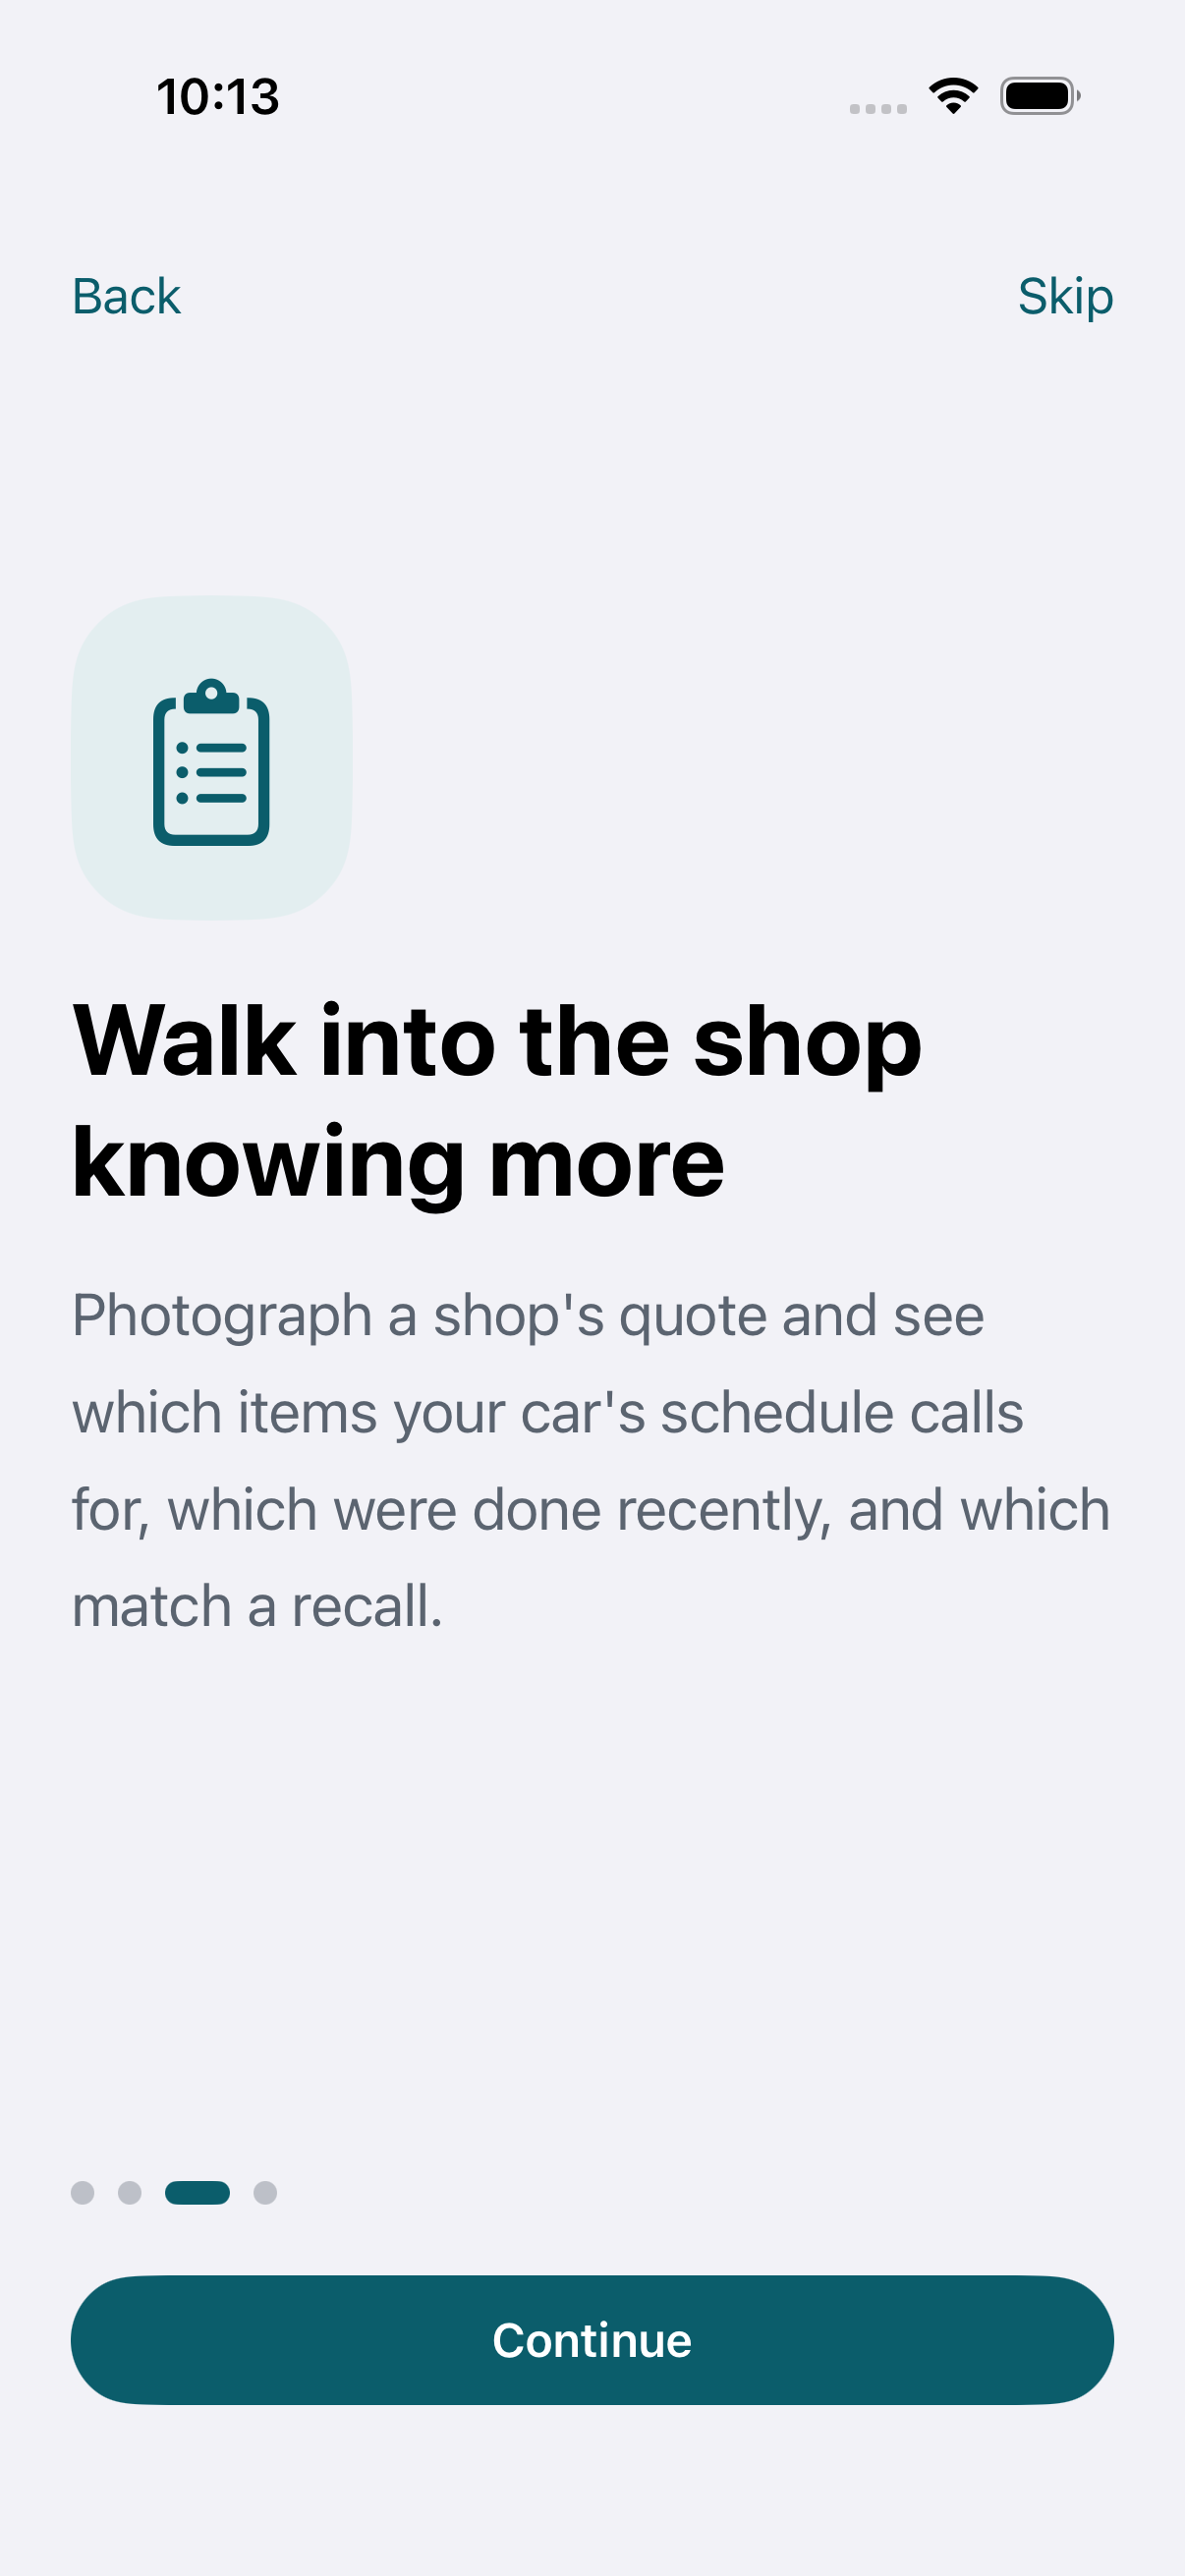 10:13
Back
Skip
Walk into the shop
knowing more
Photograph a shop's quote and see
which items your car's schedule calls
for, which were done recently, and which
match a recall.
Continue